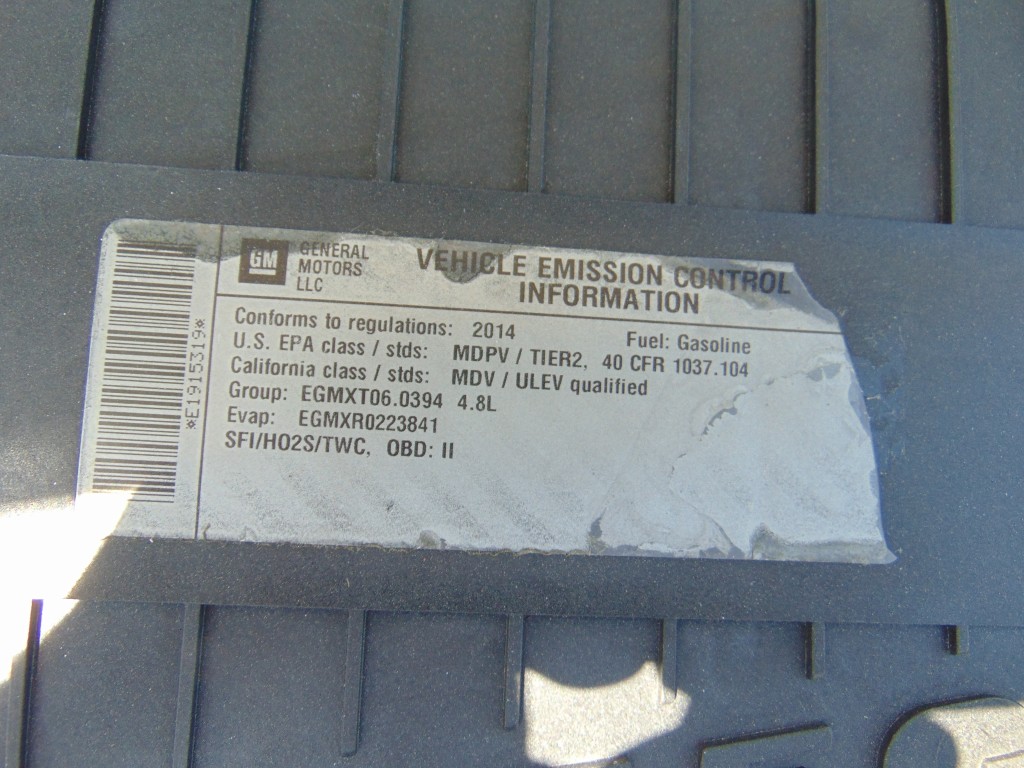 *E1915319*
GM
GENERAL
MOTORS
LLC
VEHICLE EMISSION CONTROL
INFORMATION
Conforms to regulations: 2014 Fuel: Gasoline
U.S. EPA class / stds: MDPV / TIER2, 40 CFR 1037.104
California class / stds: MDV / ULEV qualified
Group: EGMXT06.0394 4.8L
Evap: EGMXR0223841
SFI/HO2S/TWC, OBD: II